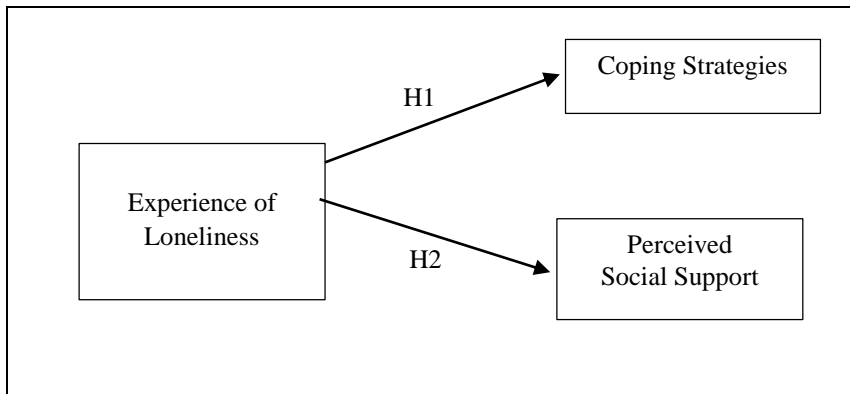 Coping Strategies
H1
Experience of
Loneliness
H2
Perceived
Social Support